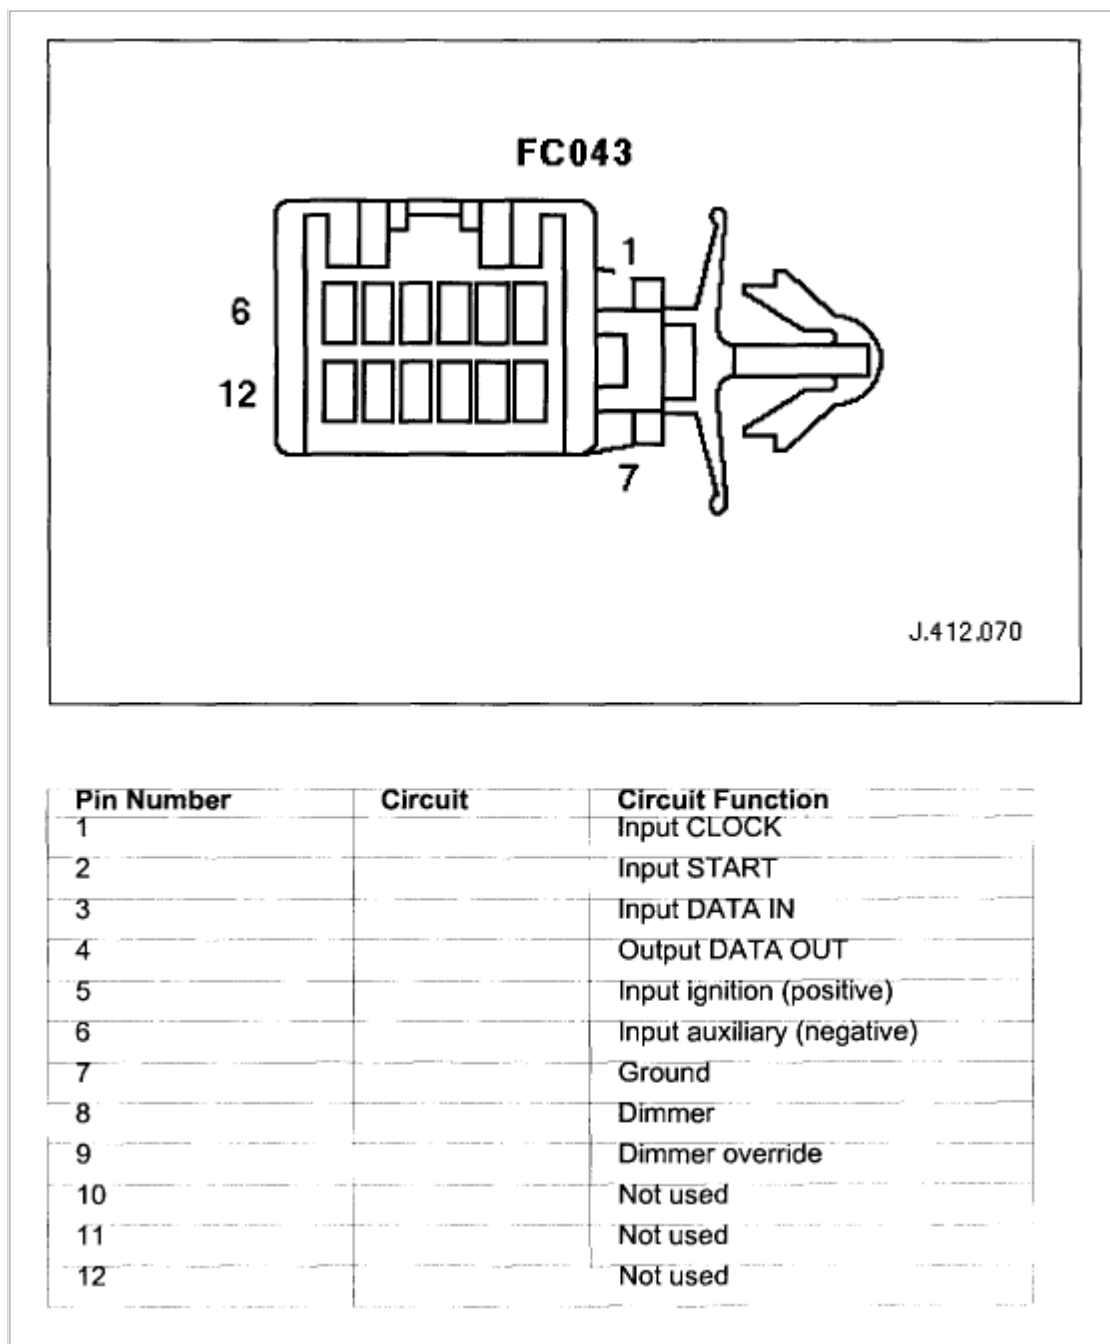 FC043
1
6
12
7
J.412.070
Pin Number Circuit Circuit Function
1 Input CLOCK
2 Input START
3 Input DATA IN
4 Output DATA OUT
5 Input ignition (positive)
6 Input auxiliary (negative)
7 Ground
8 Dimmer
9 Dimmer override
10 Not used
11 Not used
12 Not used